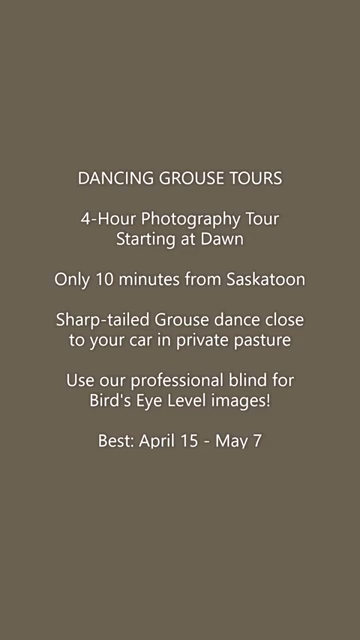 DANCING GROUSE TOURS
4-Hour Photography Tour
Starting at Dawn
Only 10 minutes from Saskatoon
Sharp-tailed Grouse dance close
to your car in private pasture
Use our professional blind for
Bird's Eye Level images!
Best: April 15 - May 7